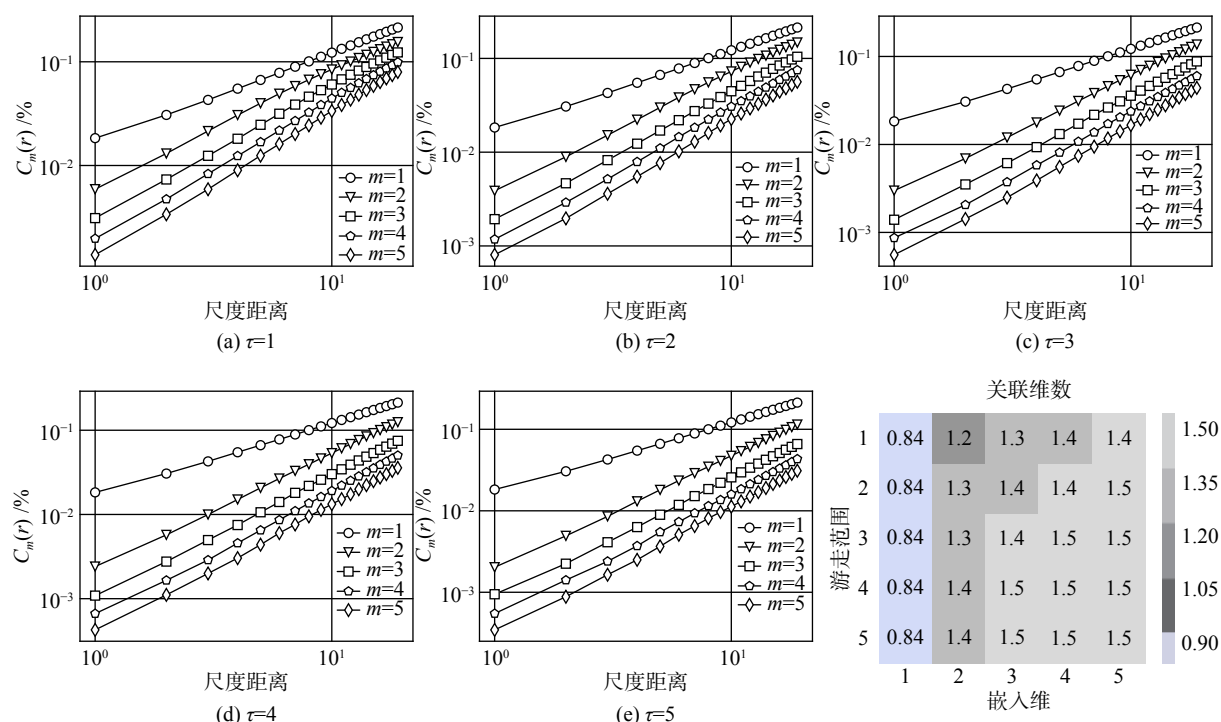 C_m(r) /%
10⁻¹
10⁻²
m=1
m=2
m=3
m=4
m=5
10⁰
10¹
尺度距离
(a) τ=1
C_m(r) /%
10⁻¹
10⁻²
10⁻³
m=1
m=2
m=3
m=4
m=5
10⁰
10¹
尺度距离
(b) τ=2
C_m(r) /%
10⁻¹
10⁻²
10⁻³
m=1
m=2
m=3
m=4
m=5
10⁰
10¹
尺度距离
(c) τ=3
C_m(r) /%
10⁻¹
10⁻²
10⁻³
m=1
m=2
m=3
m=4
m=5
10⁰
10¹
尺度距离
(d) τ=4
C_m(r) /%
10⁻¹
10⁻²
10⁻³
m=1
m=2
m=3
m=4
m=5
10⁰
10¹
尺度距离
(e) τ=5
关联维数
游走范围
1 0.84 1.2 1.3 1.4 1.4
2 0.84 1.3 1.4 1.4 1.5
3 0.84 1.3 1.4 1.5 1.5
4 0.84 1.4 1.5 1.5 1.5
5 0.84 1.4 1.5 1.5 1.5
1 2 3 4 5
嵌入维
1.50
1.35
1.20
1.05
0.90